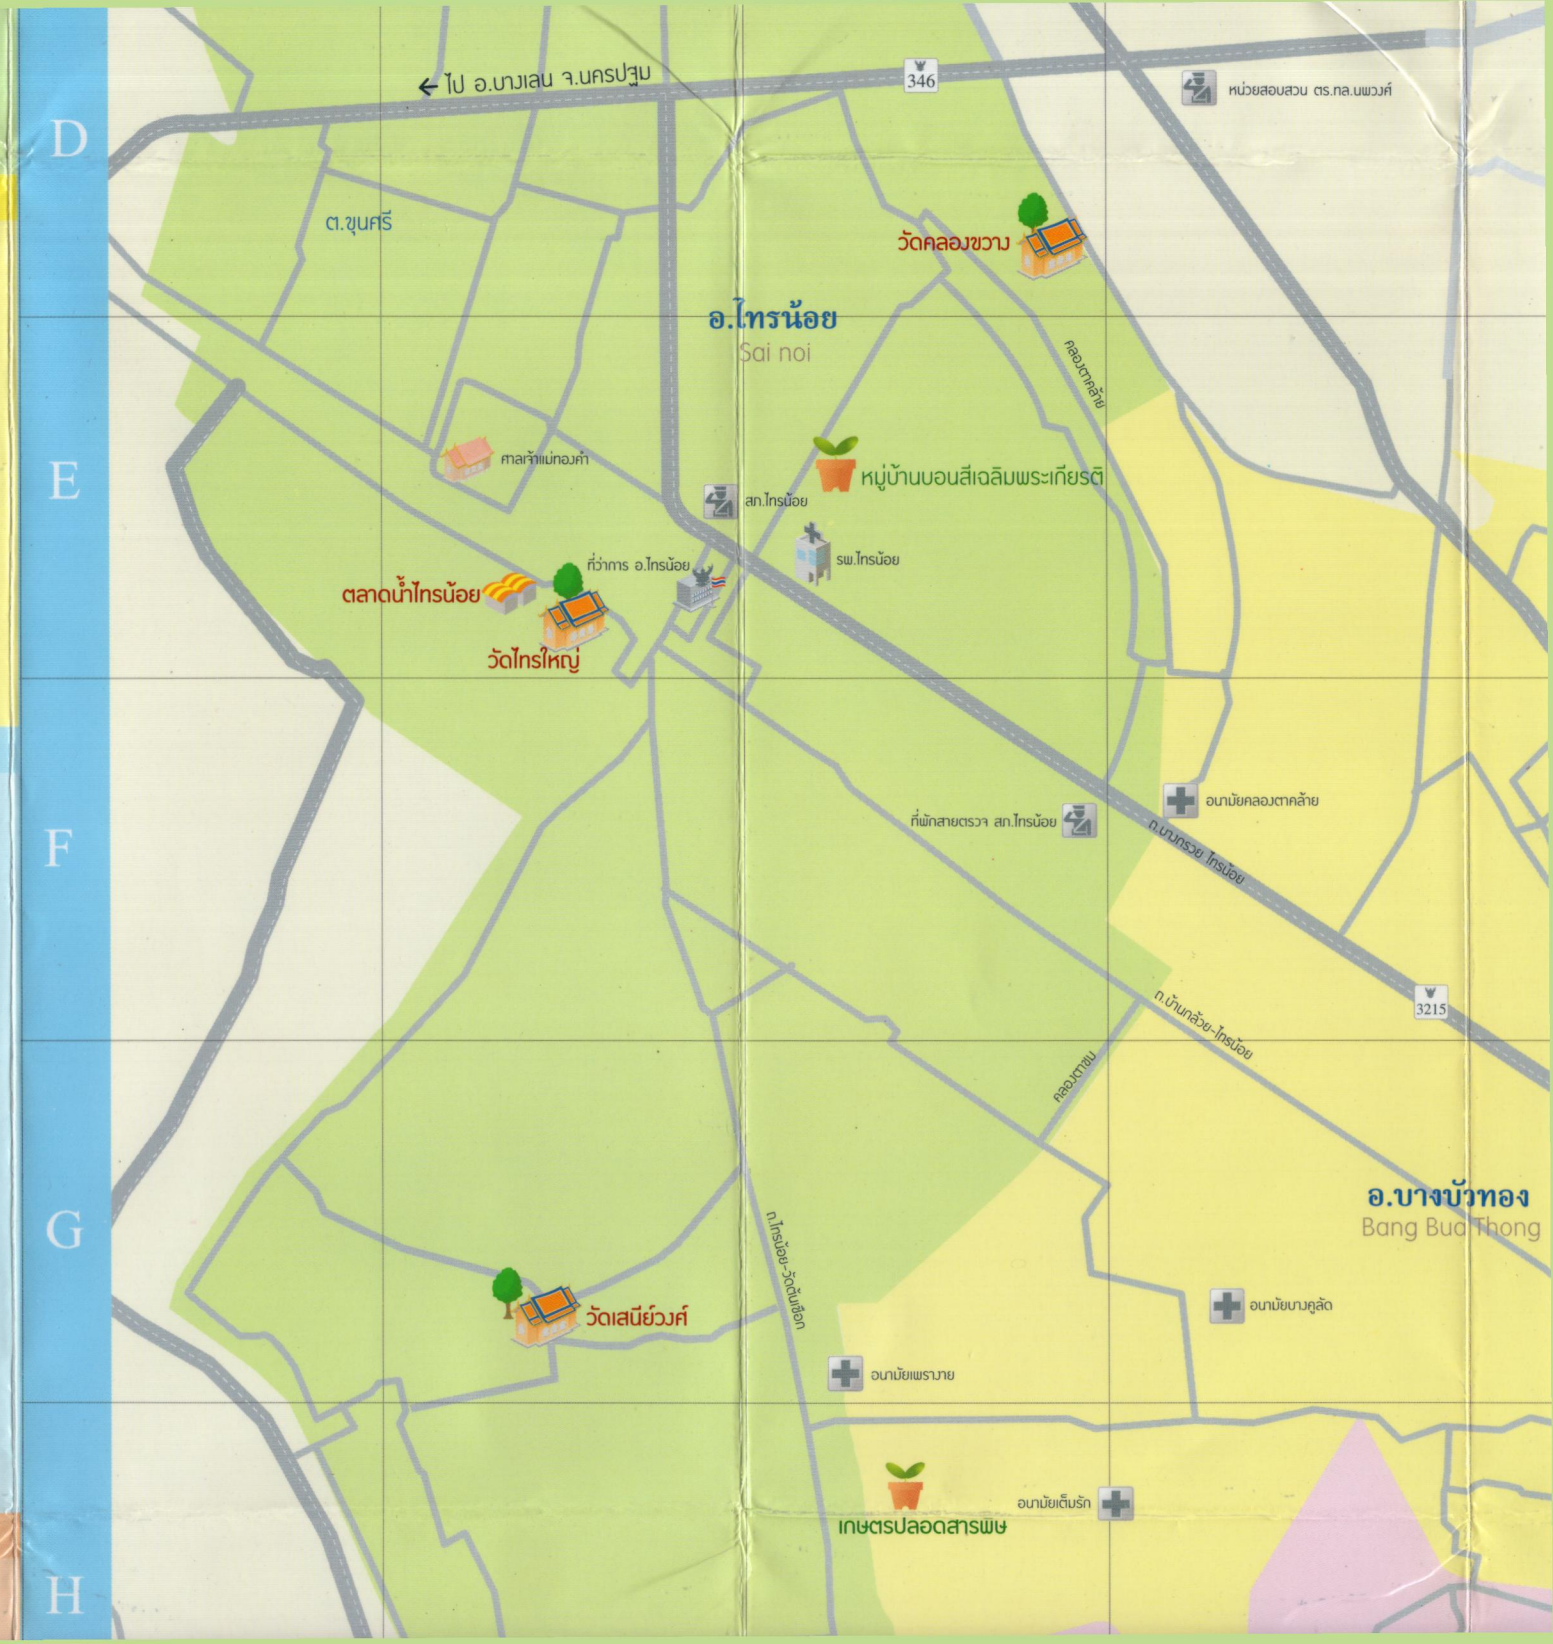 D
← ไป อ.บางเลน จ.นครปฐม
346
หน่วยสอบสวน ตร.ทล.นพวงศ์
ต.ขุนศรี
วัดคลองขวาง
อ.ไทรน้อย
Sai noi
คลองตาคล้าย
E
ศาลเจ้าแม่ทองคำ
หมู่บ้านบอนสีเฉลิมพระเกียรติ
สภ.ไทรน้อย
ที่ว่าการ อ.ไทรน้อย
รพ.ไทรน้อย
ตลาดน้ำไทรน้อย
วัดไทรใหญ่
F
ที่พักสายตรวจ สภ.ไทรน้อย
อนามัยคลองตาคล้าย
ถ.บางกรวย ไทรน้อย
3215
ถ.บ้านกล้วย-ไทรน้อย
คลองตาชม
G
อ.บางบัวทอง
Bang Bua Thong
ถ.ไทรน้อย-วัดต้นเชือก
อนามัยบางคูลัด
วัดเสนีย์วงศ์
อนามัยเพรางาย
อนามัยเต็มรัก
เกษตรปลอดสารพิษ
H